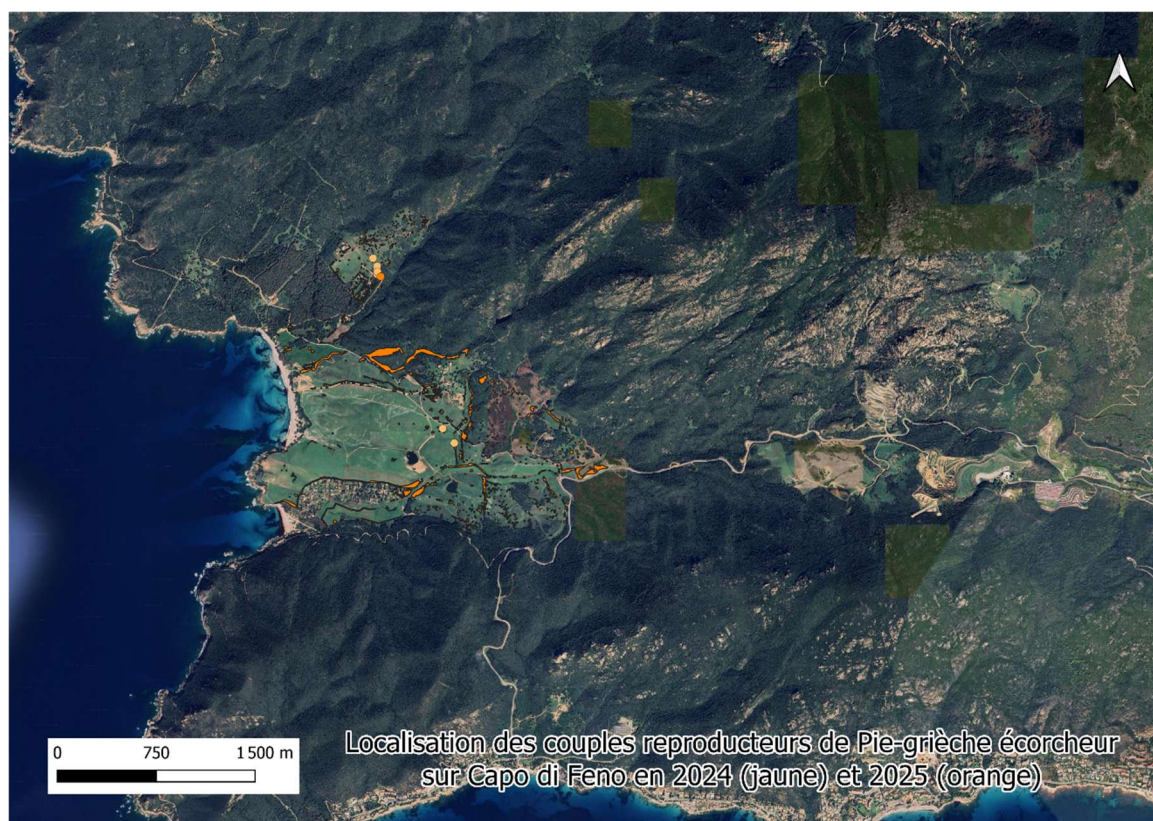 0 750 1 500 m
Localisation des couples reproducteurs de Pie-grièche écorcheur
sur Capo di Feno en 2024 (jaune) et 2025 (orange)